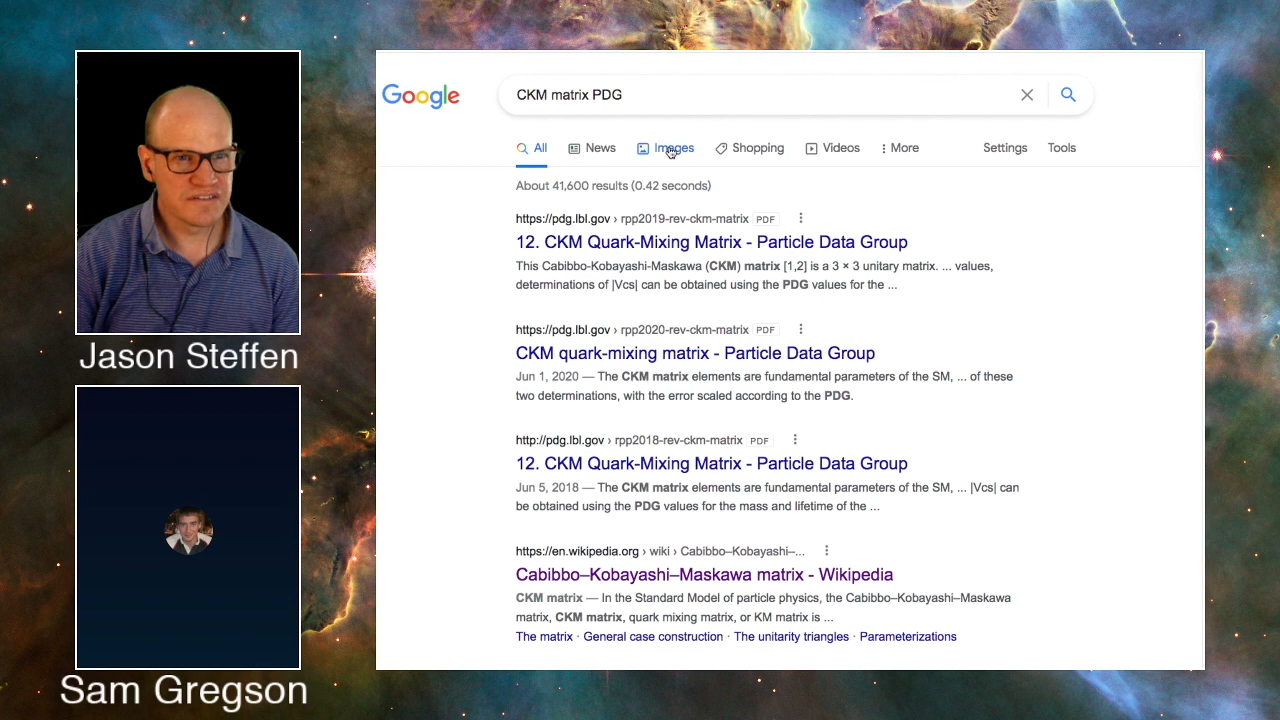 Google
CKM matrix PDG
All News Images Shopping Videos More Settings Tools
About 41,600 results (0.42 seconds)
https://pdg.lbl.gov › rpp2019-rev-ckm-matrix PDF
12. CKM Quark-Mixing Matrix - Particle Data Group
This Cabibbo-Kobayashi-Maskawa (CKM) matrix [1,2] is a 3 × 3 unitary matrix. ... values,
determinations of |Vcs| can be obtained using the PDG values for the ...
https://pdg.lbl.gov › rpp2020-rev-ckm-matrix PDF
CKM quark-mixing matrix - Particle Data Group
Jun 1, 2020 — The CKM matrix elements are fundamental parameters of the SM, ... of these
two determinations, with the error scaled according to the PDG.
http://pdg.lbl.gov › rpp2018-rev-ckm-matrix PDF
12. CKM Quark-Mixing Matrix - Particle Data Group
Jun 5, 2018 — The CKM matrix elements are fundamental parameters of the SM, ... |Vcs| can
be obtained using the PDG values for the mass and lifetime of the ...
https://en.wikipedia.org › wiki › Cabibbo–Kobayashi–...
Cabibbo–Kobayashi–Maskawa matrix - Wikipedia
CKM matrix — In the Standard Model of particle physics, the Cabibbo–Kobayashi–Maskawa
matrix, CKM matrix, quark mixing matrix, or KM matrix is ...
The matrix · General case construction · The unitarity triangles · Parameterizations
Jason Steffen
Sam Gregson